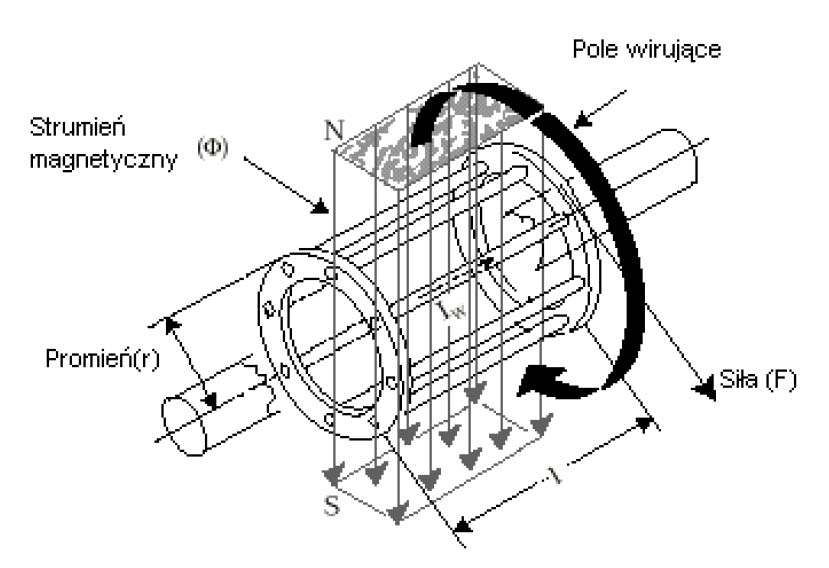 Pole wirujące
Strumień
magnetyczny (Φ)
N
I_W
Promień(r)
Siła (F)
S
l